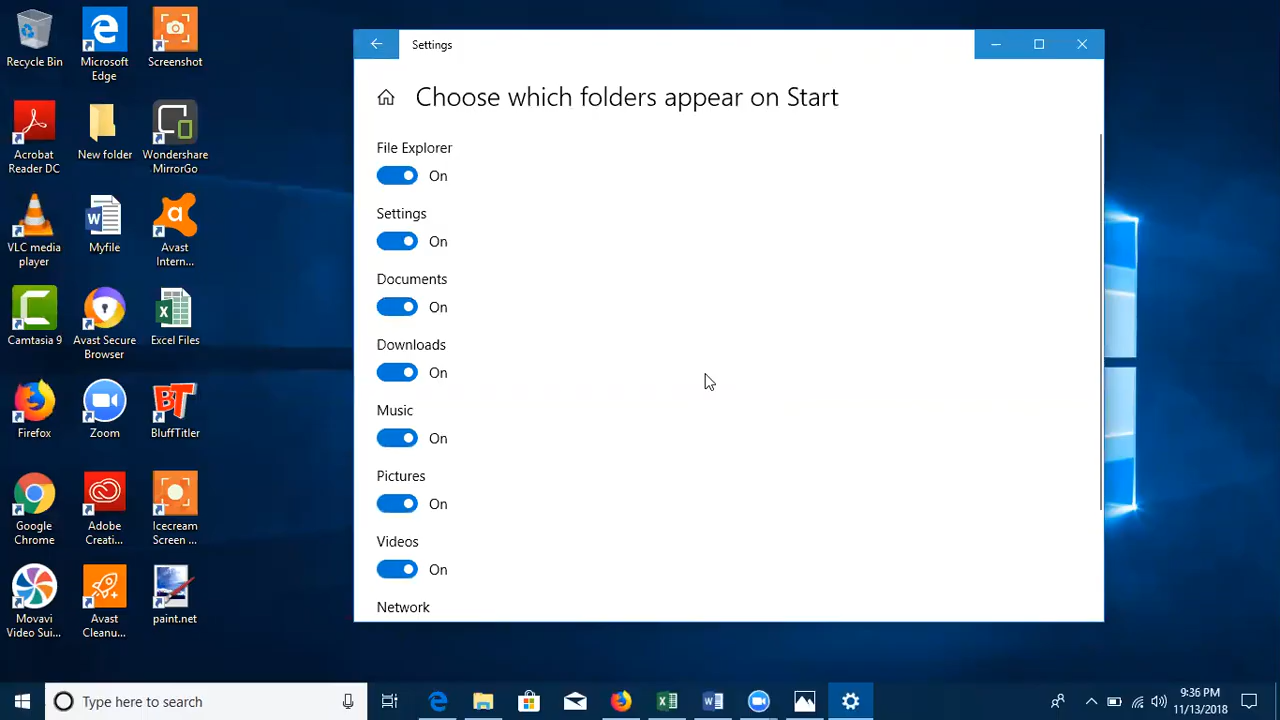 Settings
Choose which folders appear on Start
File Explorer
On
Settings
On
Documents
On
Downloads
On
Music
On
Pictures
On
Videos
On
Network
Recycle Bin
Microsoft
Edge
Screenshot
Acrobat
Reader DC
New folder
Wondershare
MirrorGo
VLC media
player
Myfile
Avast
Intern...
Camtasia 9
Avast Secure
Browser
Excel Files
Firefox
Zoom
BT
BluffTitler
Google
Chrome
Adobe
Creati...
Icecream
Screen ...
Movavi
Video Sui...
Avast
Cleanu...
paint.net
Type here to search
9:36 PM
11/13/2018